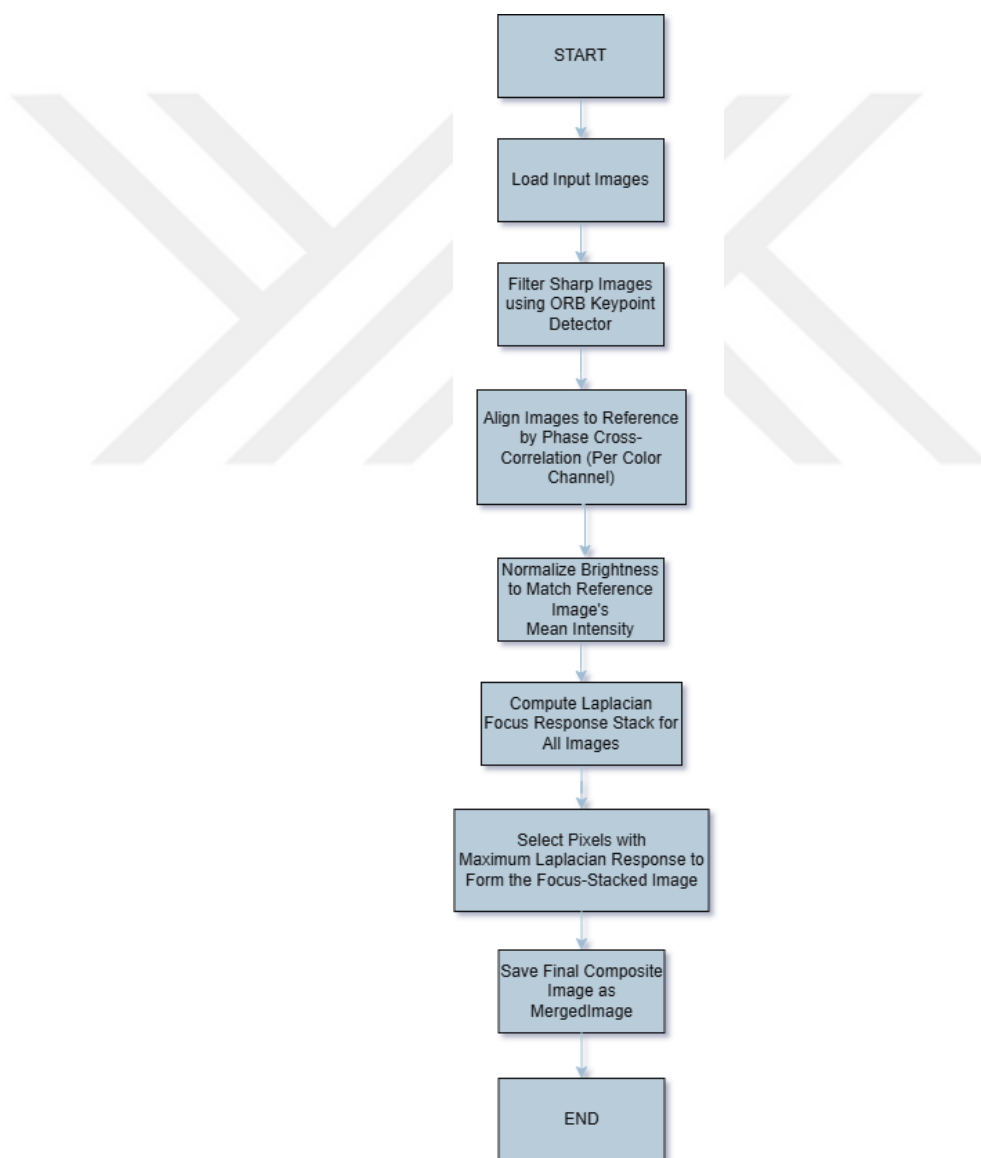 START
Load Input Images
Filter Sharp Images
using ORB Keypoint
Detector
Align Images to Reference
by Phase Cross-
Correlation (Per Color
Channel)
Normalize Brightness
to Match Reference
Image's
Mean Intensity
Compute Laplacian
Focus Response Stack for
All Images
Select Pixels with
Maximum Laplacian Response to
Form the Focus-Stacked Image
Save Final Composite
Image as
MergedImage
END